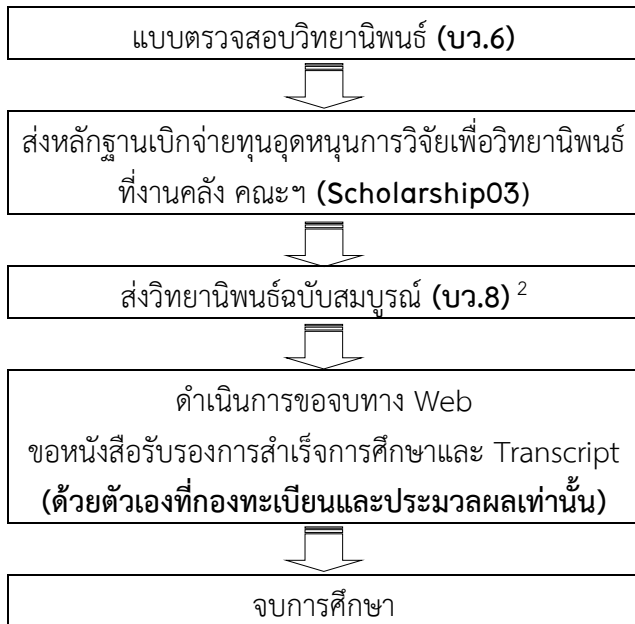 แบบตรวจสอบวิทยานิพนธ์ (บว.6)
ส่งหลักฐานเบิกจ่ายทุนอุดหนุนการวิจัยเพื่อวิทยานิพนธ์
ที่งานคลัง คณะฯ (Scholarship03)
ส่งวิทยานิพนธ์ฉบับสมบูรณ์ (บว.8) 2
ดำเนินการขอจบทาง Web
ขอหนังสือรับรองการสำเร็จการศึกษาและ Transcript
(ด้วยตัวเองที่กองทะเบียนและประมวลผลเท่านั้น)
จบการศึกษา